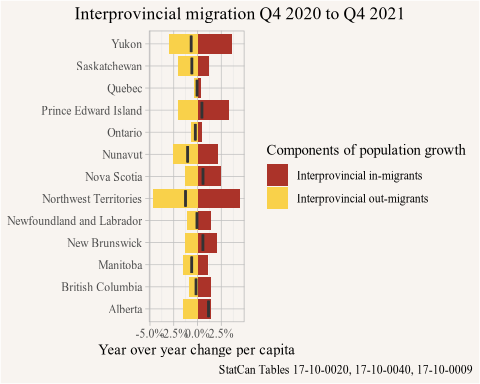 Interprovincial migration Q4 2020 to Q4 2021
Yukon
Saskatchewan
Quebec
Prince Edward Island
Ontario
Nunavut
Nova Scotia
Northwest Territories
Newfoundland and Labrador
New Brunswick
Manitoba
British Columbia
Alberta
Components of population growth
Interprovincial in-migrants
Interprovincial out-migrants
-5.0% -2.5% 0.0% 2.5%
Year over year change per capita
StatCan Tables 17-10-0020, 17-10-0040, 17-10-0009